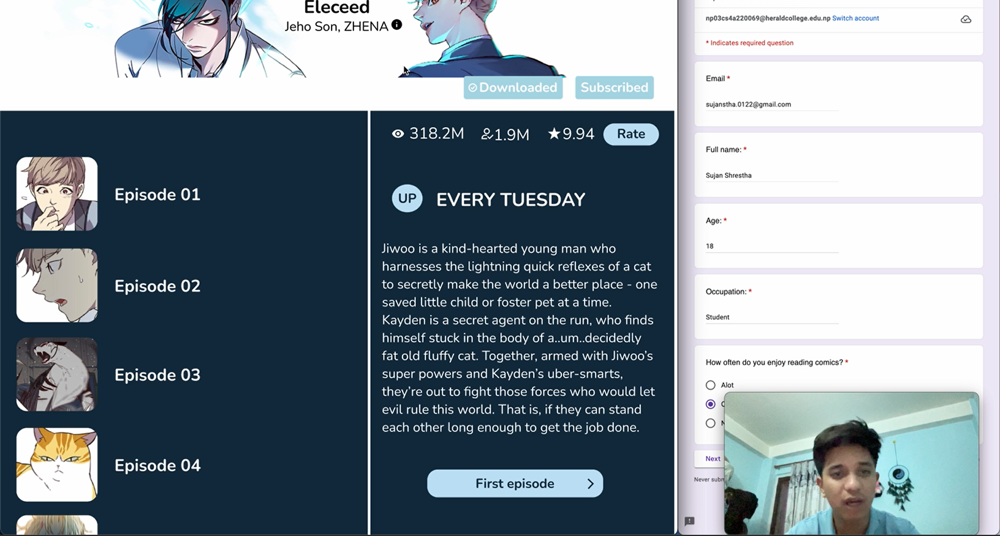 Eleceed
Jeho Son, ZHENA
Downloaded
Subscribed
Episode 01
Episode 02
Episode 03
Episode 04
318.2M
1.9M
★9.94
Rate
UP
EVERY TUESDAY
Jiwoo is a kind-hearted young man who
harnesses the lightning quick reflexes of a cat
to secretly make the world a better place - one
saved little child or foster pet at a time.
Kayden is a secret agent on the run, who finds
himself stuck in the body of a..um..decidedly
fat old fluffy cat. Together, armed with Jiwoo's
super powers and Kayden's uber-smarts,
they're out to fight those forces who would let
evil rule this world. That is, if they can stand
each other long enough to get the job done.
First episode
np03cs4a220069@heraldcollege.edu.np Switch account
* Indicates required question
Email *
sujanstha.0122@gmail.com
Full name: *
Sujan Shrestha
Age: *
18
Occupation: *
Student
How often do you enjoy reading comics? *
Alot
Next
Never